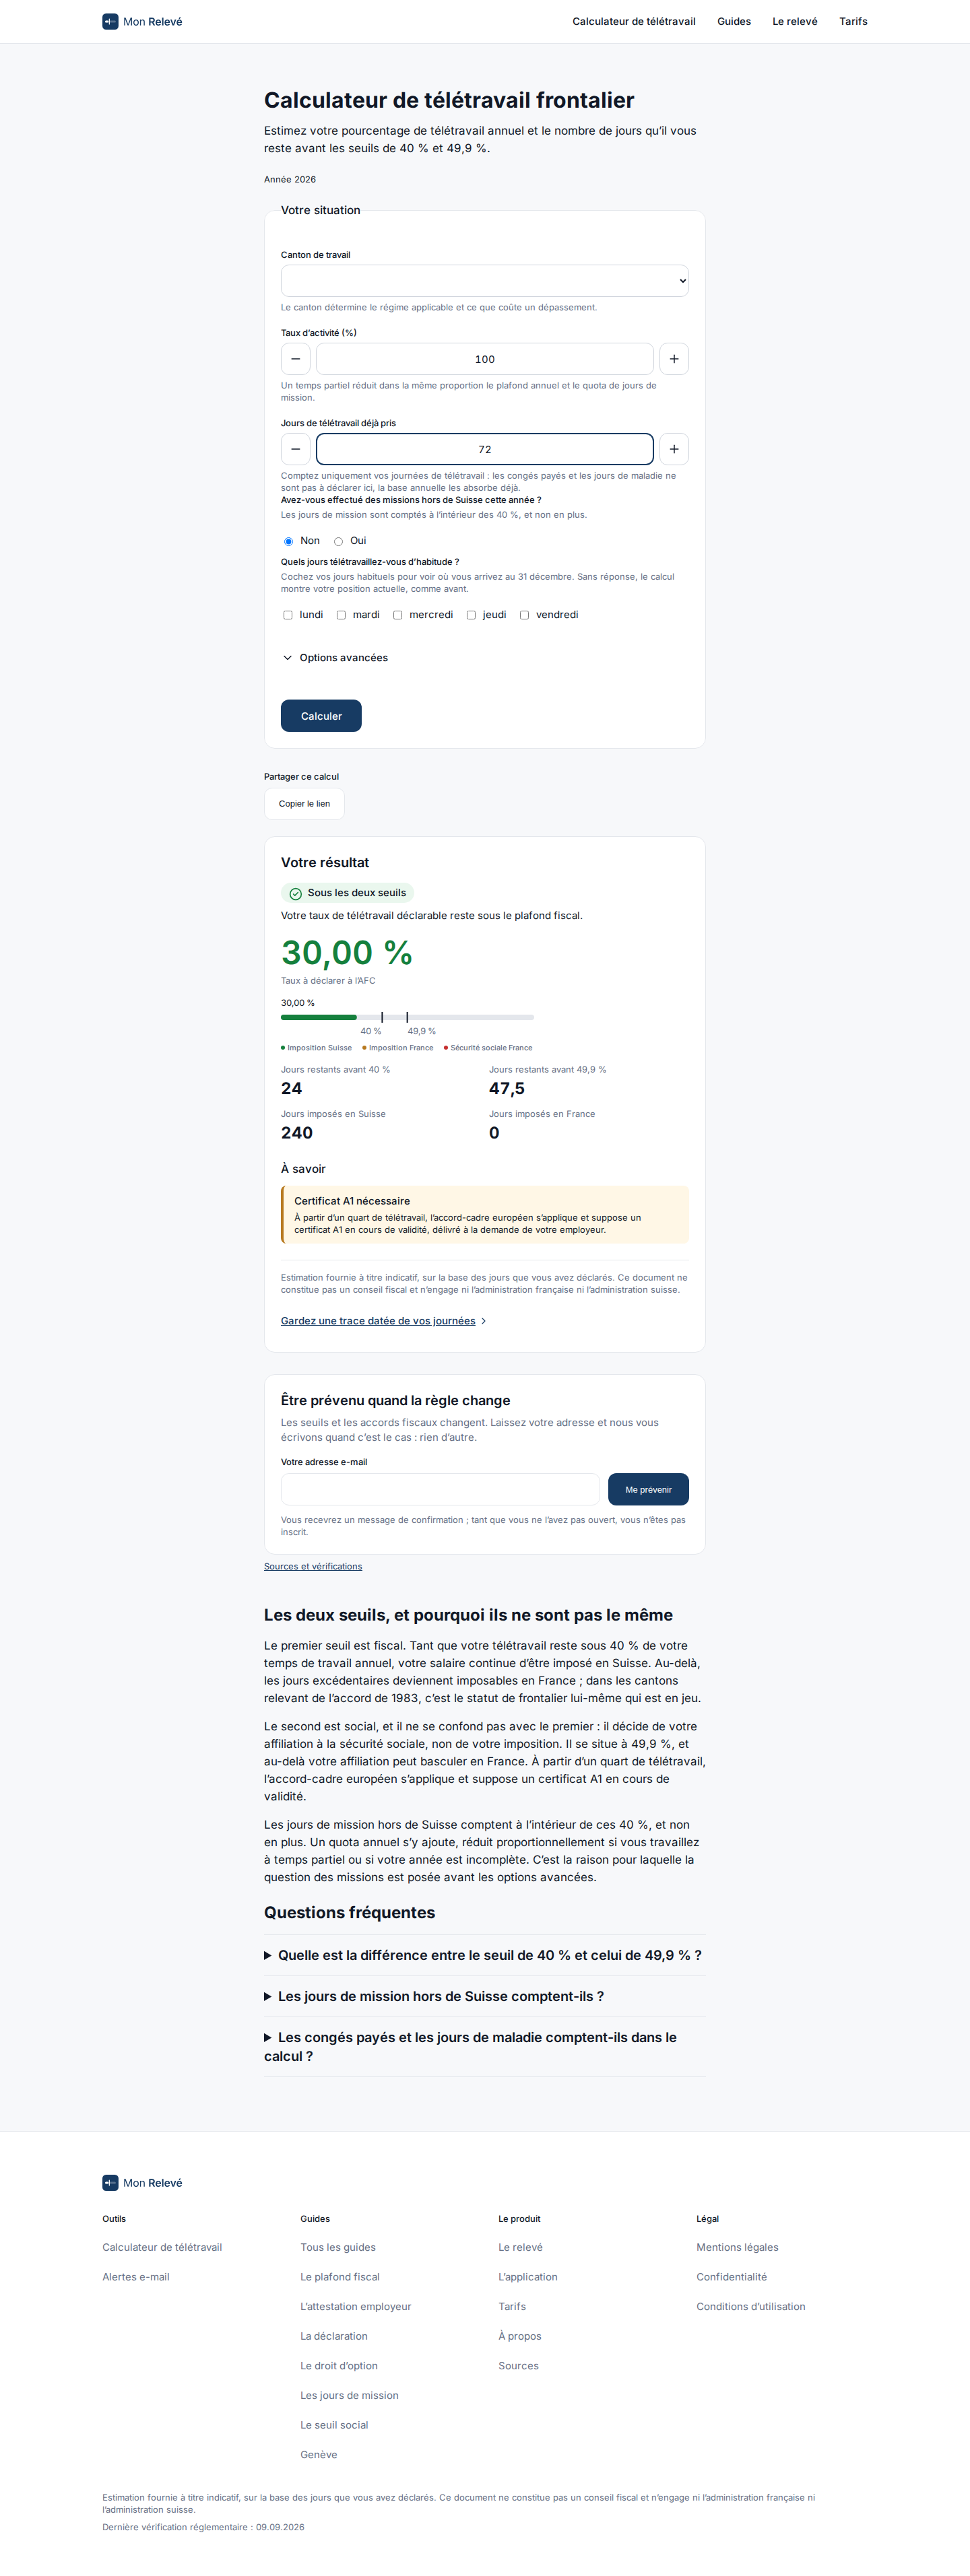 Mon Relevé
Calculateur de télétravail
Guides
Le relevé
Tarifs
Calculateur de télétravail frontalier
Estimez votre pourcentage de télétravail annuel et le nombre de jours qu’il vous
reste avant les seuils de 40 % et 49,9 %.
Année 2026
Votre situation
Canton de travail
Le canton détermine le régime applicable et ce que coûte un dépassement.
Taux d’activité (%)
100
Un temps partiel réduit dans la même proportion le plafond annuel et le quota de jours de
mission.
Jours de télétravail déjà pris
72
Comptez uniquement vos journées de télétravail : les congés payés et les jours de maladie ne
sont pas à déclarer ici, la base annuelle les absorbe déjà.
Avez-vous effectué des missions hors de Suisse cette année ?
Les jours de mission sont comptés à l’intérieur des 40 %, et non en plus.
Non
Oui
Quels jours télétravaillez-vous d’habitude ?
Cochez vos jours habituels pour voir où vous arrivez au 31 décembre. Sans réponse, le calcul
montre votre position actuelle, comme avant.
lundi
mardi
mercredi
jeudi
vendredi
Options avancées
Calculer
Partager ce calcul
Copier le lien
Votre résultat
Sous les deux seuils
Votre taux de télétravail déclarable reste sous le plafond fiscal.
30,00 %
Taux à déclarer à l’AFC
30,00 %
40 %
49,9 %
Imposition Suisse
Imposition France
Sécurité sociale France
Jours restants avant 40 %
Jours restants avant 49,9 %
24
47,5
Jours imposés en Suisse
Jours imposés en France
240
0
À savoir
Certificat A1 nécessaire
À partir d’un quart de télétravail, l’accord-cadre européen s’applique et suppose un
certificat A1 en cours de validité, délivré à la demande de votre employeur.
Estimation fournie à titre indicatif, sur la base des jours que vous avez déclarés. Ce document ne
constitue pas un conseil fiscal et n’engage ni l’administration française ni l’administration suisse.
Gardez une trace datée de vos journées
Être prévenu quand la règle change
Les seuils et les accords fiscaux changent. Laissez votre adresse et nous vous
écrivons quand c’est le cas : rien d’autre.
Votre adresse e-mail
Me prévenir
Vous recevrez un message de confirmation ; tant que vous ne l’avez pas ouvert, vous n’êtes pas
inscrit.
Sources et vérifications
Les deux seuils, et pourquoi ils ne sont pas le même
Le premier seuil est fiscal. Tant que votre télétravail reste sous 40 % de votre
temps de travail annuel, votre salaire continue d’être imposé en Suisse. Au-delà,
les jours excédentaires deviennent imposables en France ; dans les cantons
relevant de l’accord de 1983, c’est le statut de frontalier lui-même qui est en jeu.
Le second est social, et il ne se confond pas avec le premier : il décide de votre
affiliation à la sécurité sociale, non de votre imposition. Il se situe à 49,9 %, et
au-delà votre affiliation peut basculer en France. À partir d’un quart de télétravail,
l’accord-cadre européen s’applique et suppose un certificat A1 en cours de
validité.
Les jours de mission hors de Suisse comptent à l’intérieur de ces 40 %, et non
en plus. Un quota annuel s’y ajoute, réduit proportionnellement si vous travaillez
à temps partiel ou si votre année est incomplète. C’est la raison pour laquelle la
question des missions est posée avant les options avancées.
Questions fréquentes
Quelle est la différence entre le seuil de 40 % et celui de 49,9 % ?
Les jours de mission hors de Suisse comptent-ils ?
Les congés payés et les jours de maladie comptent-ils dans le
calcul ?
Mon Relevé
Outils
Calculateur de télétravail
Alertes e-mail
Guides
Tous les guides
Le plafond fiscal
L’attestation employeur
La déclaration
Le droit d’option
Les jours de mission
Le seuil social
Genève
Le produit
Le relevé
L’application
Tarifs
À propos
Sources
Légal
Mentions légales
Confidentialité
Conditions d’utilisation
Estimation fournie à titre indicatif, sur la base des jours que vous avez déclarés. Ce document ne constitue pas un conseil fiscal et n’engage ni l’administration française ni
l’administration suisse.
Dernière vérification réglementaire : 09.09.2026